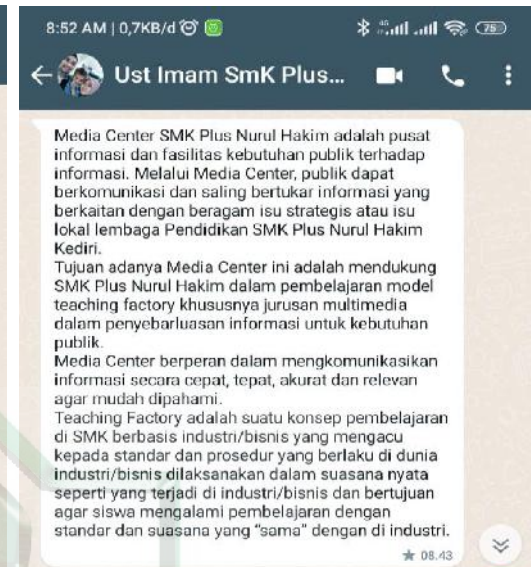 8:52 AM | 0,7KB/d
75
Ust Imam SmK Plus...
Media Center SMK Plus Nurul Hakim adalah pusat
informasi dan fasilitas kebutuhan publik terhadap
informasi. Melalui Media Center, publik dapat
berkomunikasi dan saling bertukar informasi yang
berkaitan dengan beragam isu strategis atau isu
lokal lembaga Pendidikan SMK Plus Nurul Hakim
Kediri.
Tujuan adanya Media Center ini adalah mendukung
SMK Plus Nurul Hakim dalam pembelajaran model
teaching factory khususnya jurusan multimedia
dalam penyebarluasan informasi untuk kebutuhan
publik.
Media Center berperan dalam mengkomunikasikan
informasi secara cepat, tepat, akurat dan relevan
agar mudah dipahami.
Teaching Factory adalah suatu konsep pembelajaran
di SMK berbasis industri/bisnis yang mengacu
kepada standar dan prosedur yang berlaku di dunia
industri/bisnis dilaksanakan dalam suasana nyata
seperti yang terjadi di industri/bisnis dan bertujuan
agar siswa mengalami pembelajaran dengan
standar dan suasana yang “sama” dengan di industri.
08.43